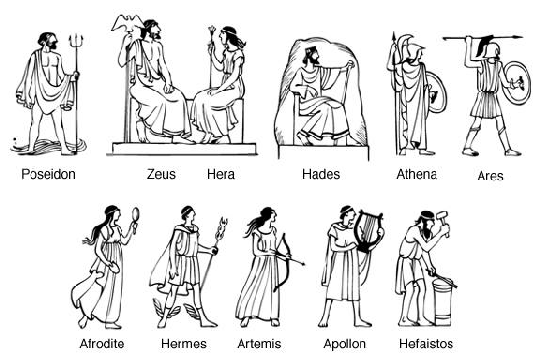 Poseidon Zeus Hera Hades Athena Ares
Afrodite Hermes Artemis Apollon Hefaistos